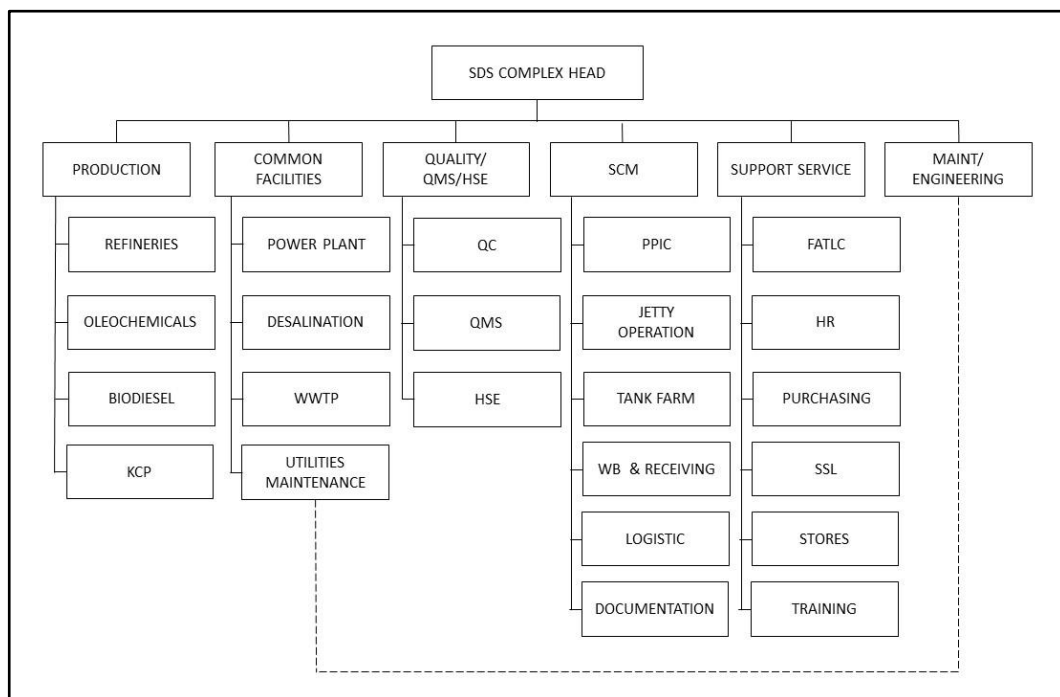 SDS COMPLEX HEAD
PRODUCTION
COMMON
FACILITIES
QUALITY/
QMS/HSE
SCM
SUPPORT SERVICE
MAINT/
ENGINEERING
REFINERIES
POWER PLANT
QC
PPIC
FATLC
OLEOCHEMICALS
DESALINATION
QMS
JETTY
OPERATION
HR
BIODIESEL
WWTP
HSE
TANK FARM
PURCHASING
KCP
UTILITIES
MAINTENANCE
WB & RECEIVING
SSL
LOGISTIC
STORES
DOCUMENTATION
TRAINING